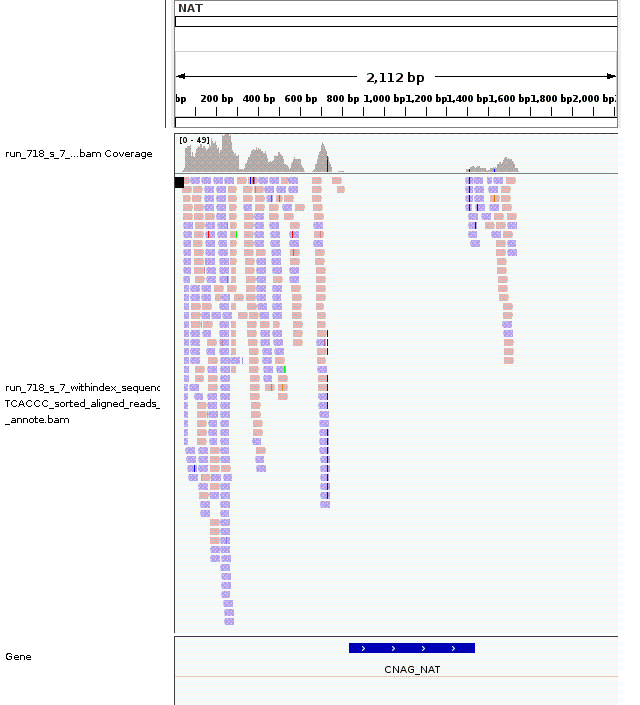 NAT
2,112 bp
bp 200 bp 400 bp 600 bp 800 bp 1,000 bp 1,200 bp 1,400 bp 1,600 bp 1,800 bp 2,000 bp
[0 - 49]
run_718_s_7_...bam Coverage
run_718_s_7_withindex_sequenc
TCACCC_sorted_aligned_reads_
_annote.bam
Gene
CNAG_NAT